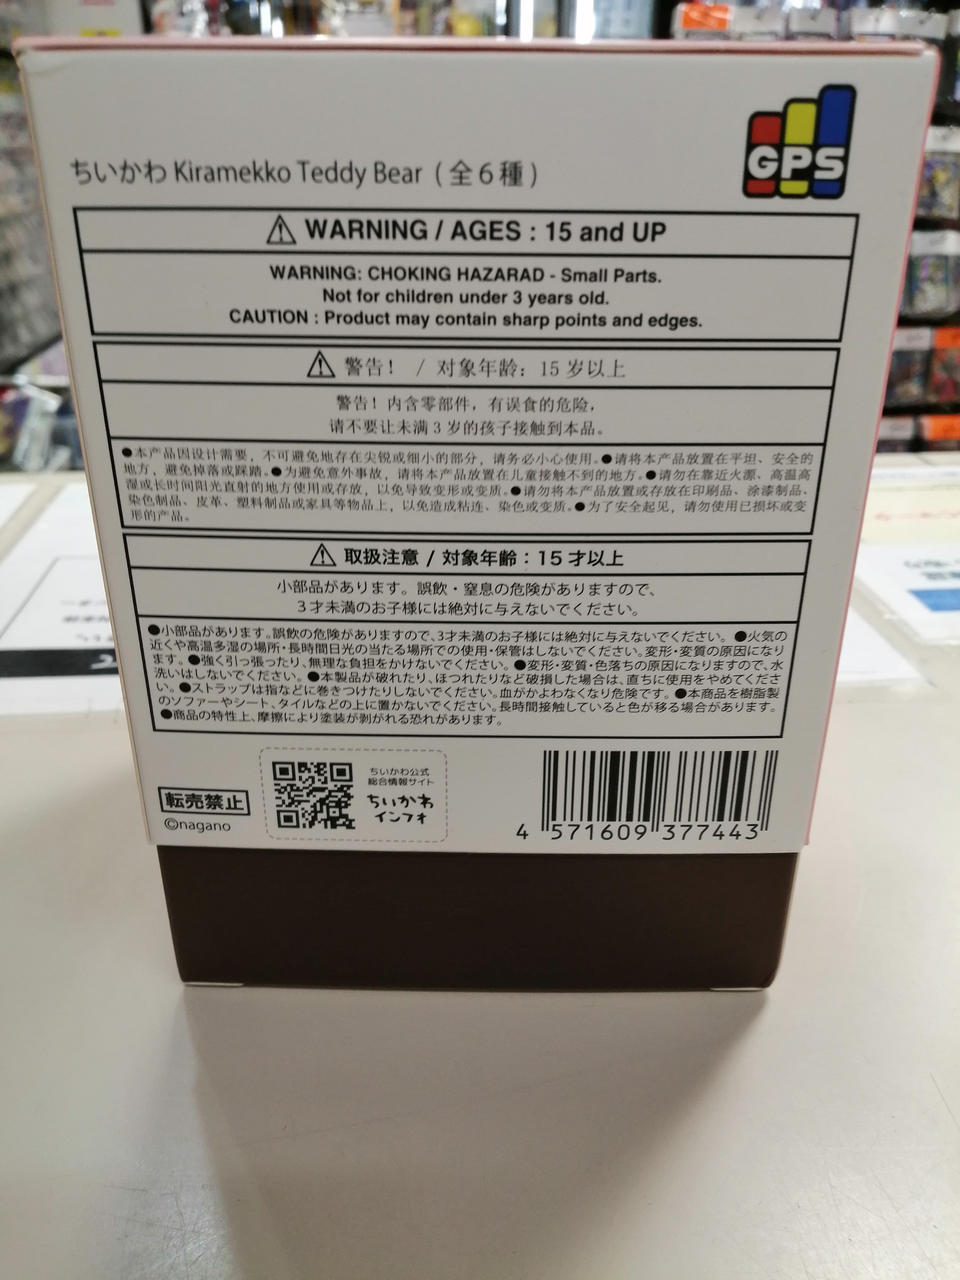 GPS
ちいかわ Kiramekko Teddy Bear (全6種)
⚠ WARNING / AGES : 15 and UP
WARNING: CHOKING HAZARAD - Small Parts.
Not for children under 3 years old.
CAUTION : Product may contain sharp points and edges.
⚠ 警告! / 对象年龄: 15 岁以上
警告! 内含零部件, 有误食的危险,
请不要让未满 3 岁的孩子接触到本品。
●本产品因设计需要, 不可避免地存在尖锐或细小的部分, 请务必小心使用。●请将本产品放置在平坦、安全的
地方, 避免掉落或踩踏。●为避免意外事故, 请将本产品放置在儿童接触不到的地方。●请勿在靠近火源、高温高
湿或长时间阳光直射的地方使用或存放, 以免导致变形或变质。●请勿将本产品放置或存放在印刷品、涂漆制品、
染色制品、皮革、塑料制品或家具等物品上, 以免造成粘连、染色或变质。●为了安全起见, 请勿使用已损坏或变
形的产品。
⚠ 取扱注意 / 対象年齢 : 15 才以上
小部品があります。誤飲・窒息の危険がありますので、
3才未満のお子様には絶対に与えないでください。
●小部品があります。誤飲の危険がありますので、3才未満のお子様には絶対に与えないでください。 ●火気の
近くや高温多湿の場所・長時間日光の当たる場所での使用・保管はしないでください。変形・変質の原因になり
ます。●強く引っ張ったり、無理な負担をかけないでください。●変形・変質・色落ちの原因になりますので、水
洗いはしないでください。●本製品が破れたり、ほつれたりなど破損した場合は、直ちに使用をやめてくださ
い。●ストラップは指などに巻きつけたりしないでください。血がかよわなくなり危険です。●本商品を樹脂製
のソファーやシート、タイルなどの上に置かないでください。長時間接触していると色が移る場合があります。
●商品の特性上、摩擦により塗装が剥がれる恐れがあります。
転売禁止
©nagano
ちいかわ公式
総合情報サイト
ちいかわ
インフォ
4 571609 377443